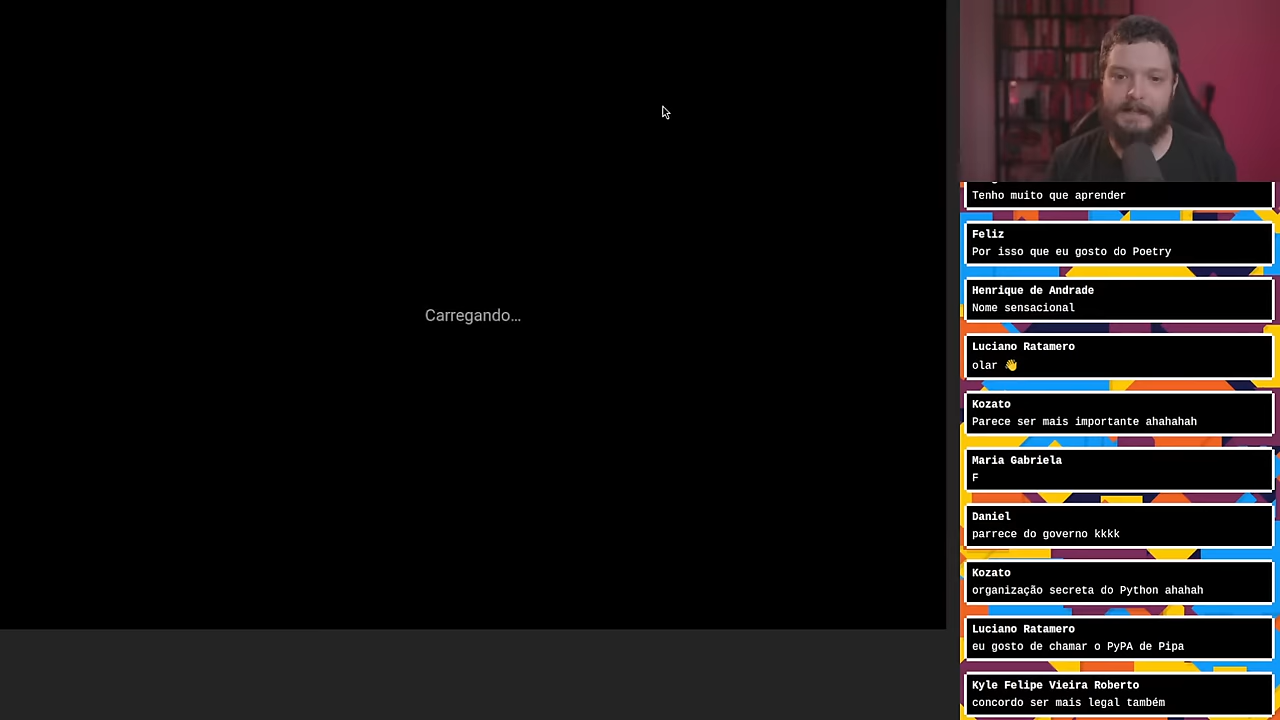 Carregando...
Tenho muito que aprender
Feliz
Por isso que eu gosto do Poetry
Henrique de Andrade
Nome sensacional
Luciano Ratamero
olar 👋
Kozato
Parece ser mais importante ahahahah
Maria Gabriela
F
Daniel
parrece do governo kkkk
Kozato
organização secreta do Python ahahah
Luciano Ratamero
eu gosto de chamar o PyPA de Pipa
Kyle Felipe Vieira Roberto
concordo ser mais legal também